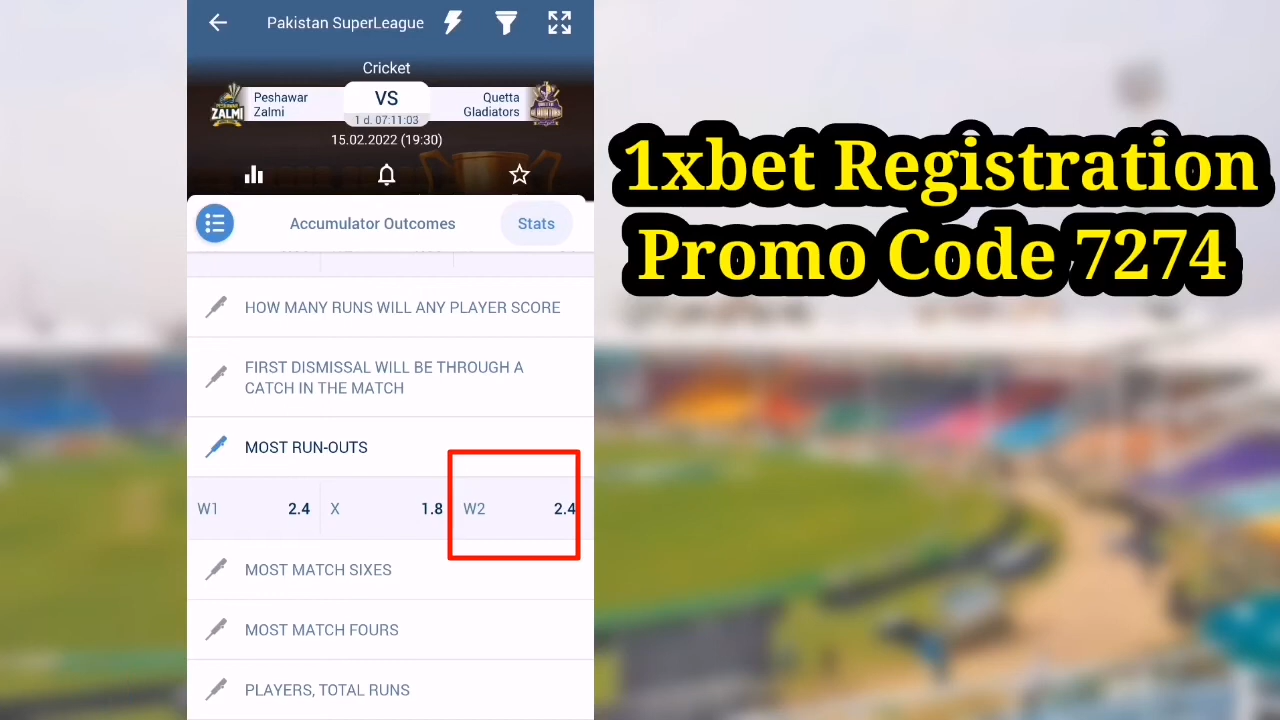 Pakistan SuperLeague
Cricket
Peshawar
Zalmi
VS
Quetta
Gladiators
1 d. 07:11:03
15.02.2022 (19:30)
ZALMI
Accumulator Outcomes
Stats
HOW MANY RUNS WILL ANY PLAYER SCORE
FIRST DISMISSAL WILL BE THROUGH A
CATCH IN THE MATCH
MOST RUN-OUTS
W1 2.4 X 1.8 W2 2.4
MOST MATCH SIXES
MOST MATCH FOURS
PLAYERS, TOTAL RUNS
1xbet Registration
Promo Code 7274